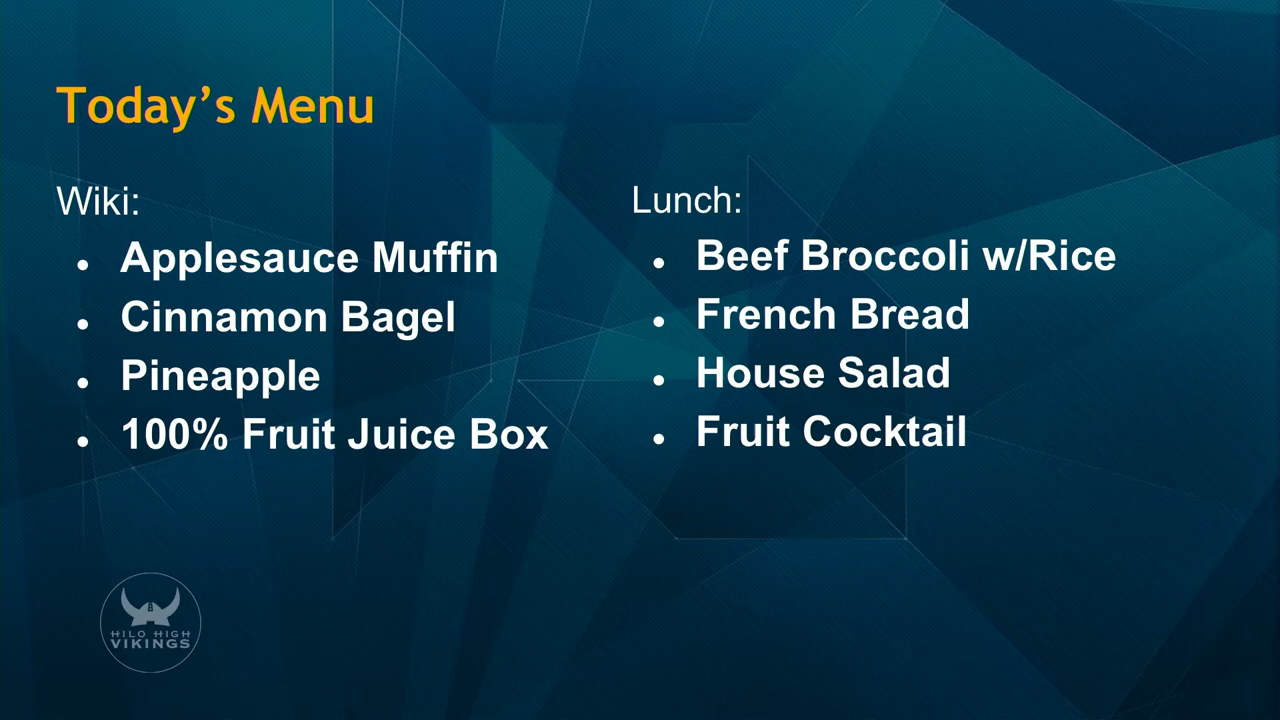 Today’s Menu
Wiki:
Applesauce Muffin
Cinnamon Bagel
Pineapple
100% Fruit Juice Box
Lunch:
Beef Broccoli w/Rice
French Bread
House Salad
Fruit Cocktail
HILO HIGH
VIKINGS